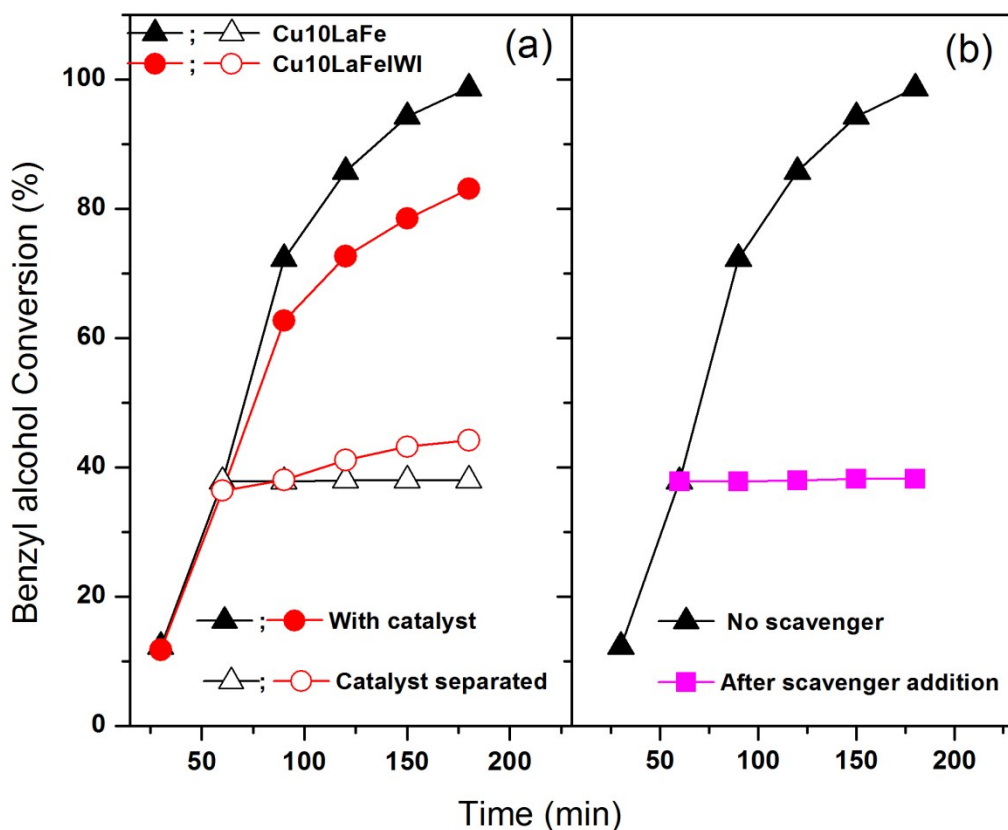 ; Cu10LaFe
; Cu10LaFeIWI
(a)
(b)
Benzyl alcohol Conversion (%)
100
80
60
40
20
0
; With catalyst
; Catalyst separated
No scavenger
After scavenger addition
50 100 150 200
50 100 150 200
Time (min)